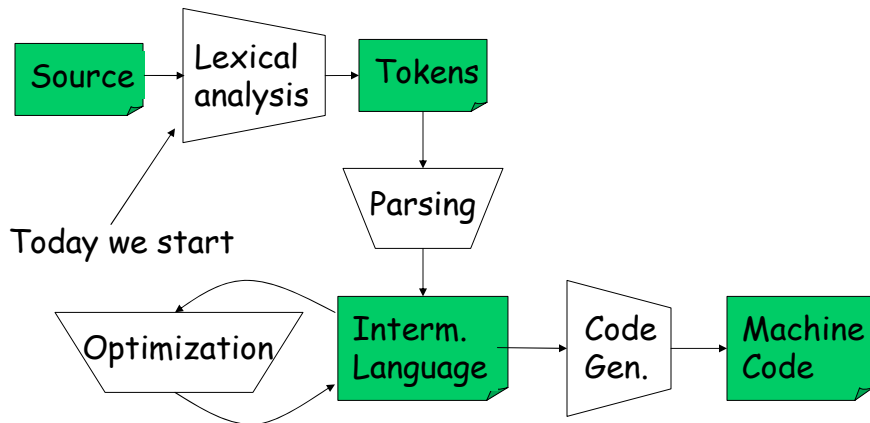 Source
Lexical
analysis
Tokens
Parsing
Today we start
Optimization
Interm.
Language
Code
Gen.
Machine
Code